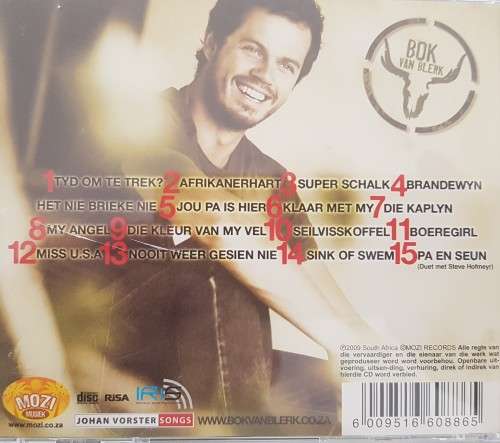 BOK
VAN BLERK
1 TYD OM TE TREK? 2 AFRIKANERHART 3 SUPER SCHALK 4 BRANDEWYN
HET NIE BRIEKE NIE 5 JOU PA IS HIER 6 KLAAR MET MY 7 DIE KAPLYN
8 MY ANGEL 9 DIE KLEUR VAN MY VEL 10 SEILVISSKOFFEL 11 BOEREGIRL
12 MISS U.S.A 13 NOOIT WEER GESIEN NIE 14 SINK OF SWEM 15 PA EN SEUN
(Duet met Steve Hofmeyr)
℗2009 South Africa ©MOZI RECORDS Alle regte van
die vervaardiger en die eienaar van die werk wat
geproduseer word word voorbehou. Openbare uit-
voering, uitsen-ding, verhuring, direk of indirek van
hierdie CD word verbied.
MOZI
MUSIEK
www.mozi.co.za
disc
RISA
JOHAN VORSTER SONGS
WWW.BOKVANBLERK.CO.ZA
6 009516 608865